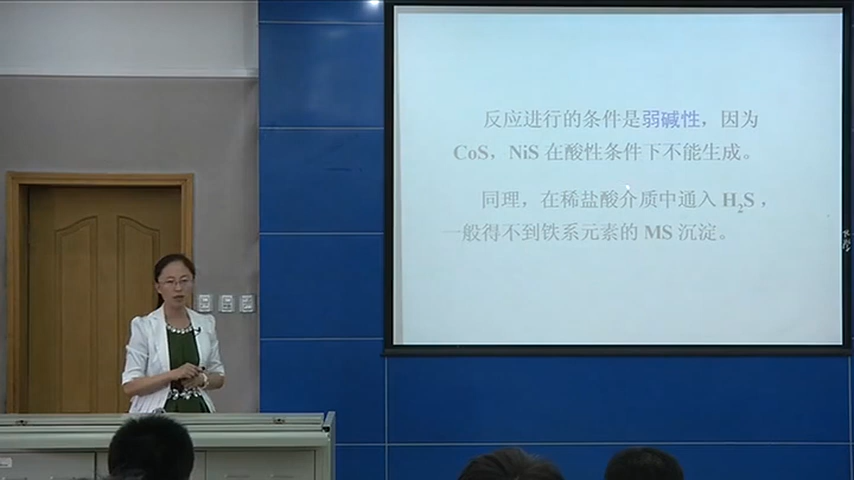 反应进行的条件是弱碱性，因为
CoS，NiS 在酸性条件下不能生成。
同理，在稀盐酸介质中通入 H₂S，
一般得不到铁系元素的 MS 沉淀。